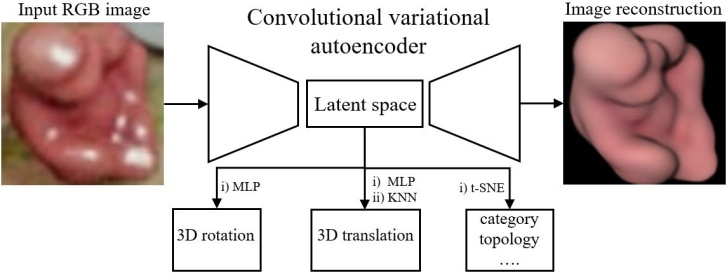 Input RGB image
Convolutional variational
autoencoder
Image reconstruction
Latent space
i) MLP
i) MLP
ii) KNN
i) t-SNE
3D rotation
3D translation
category
topology
....